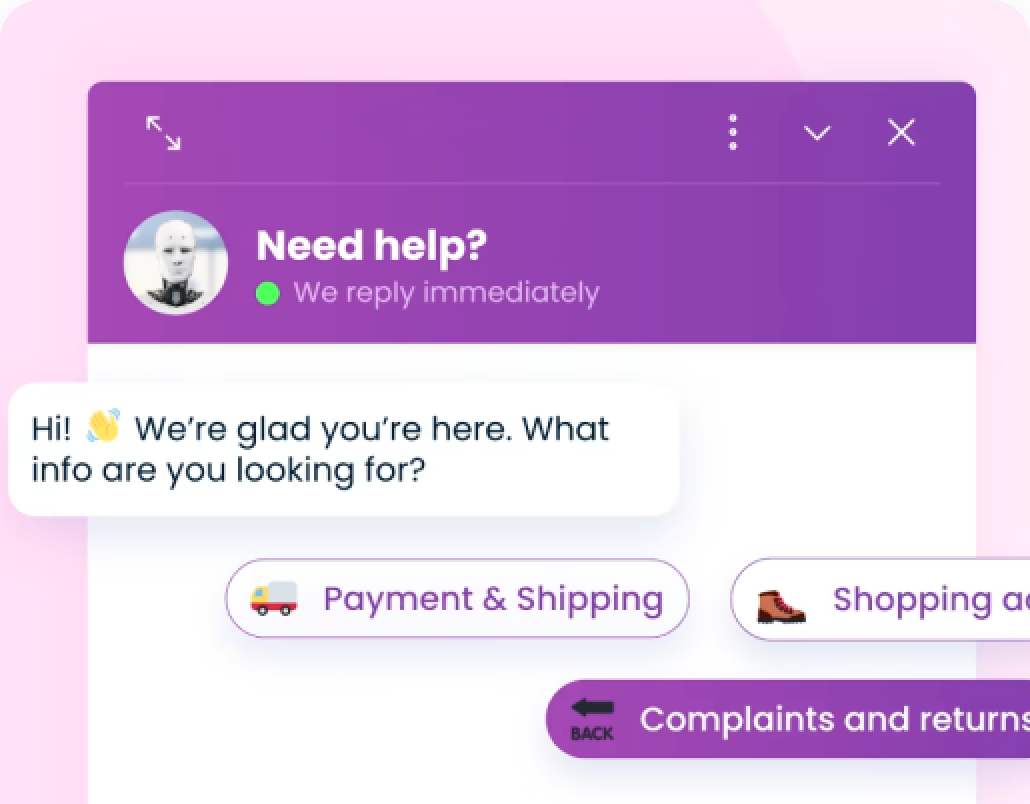 Need help?
We reply immediately
Hi! 👋 We're glad you're here. What
info are you looking for?
Payment & Shipping
Shopping
BACK
Complaints and returns